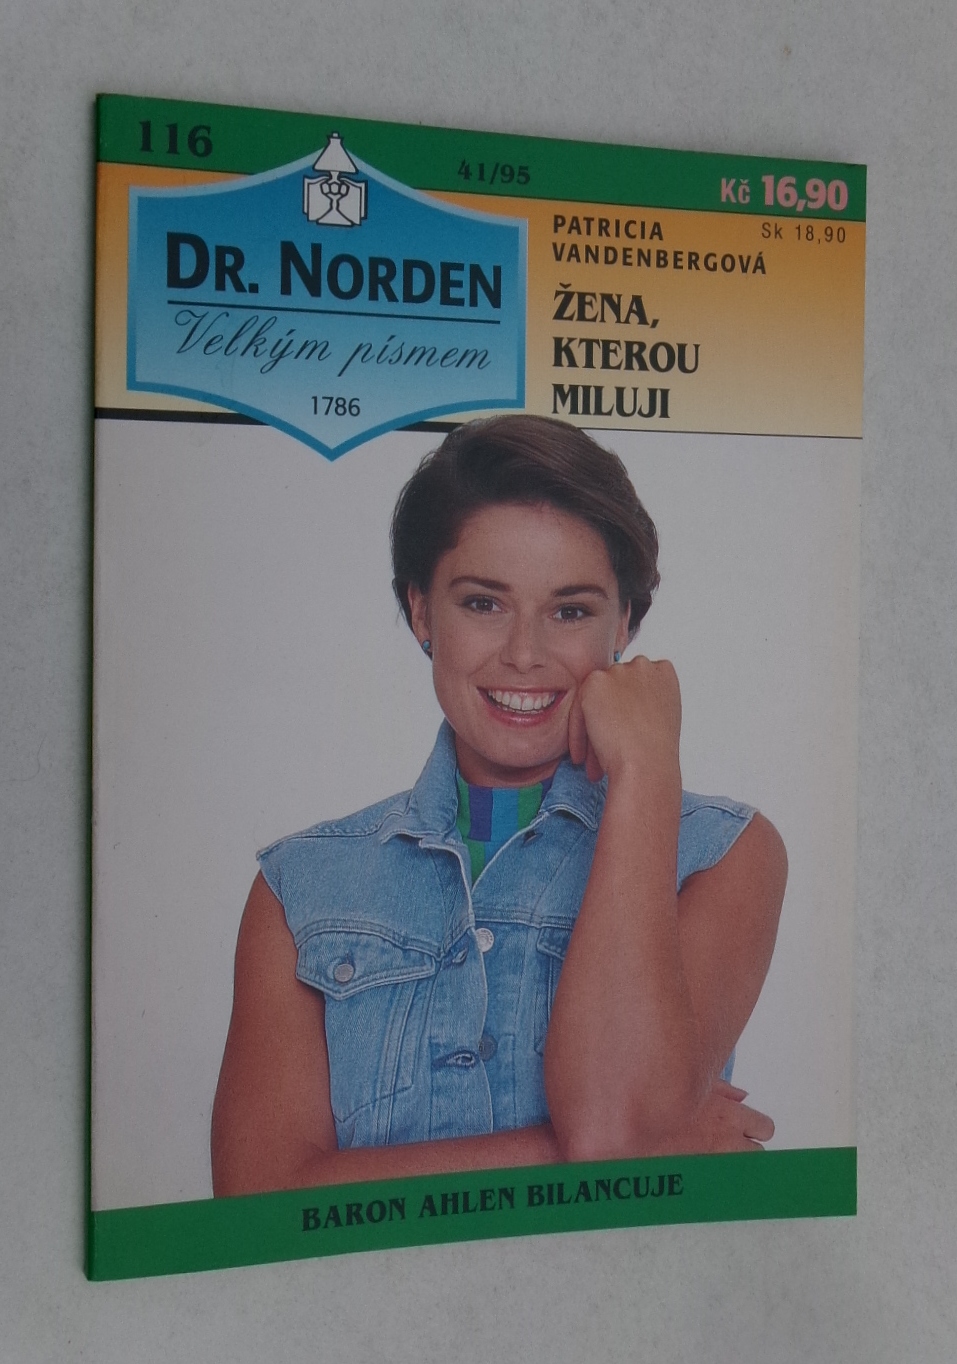 116
41/95
Kč 16,90
Sk 18,90
DR. NORDEN
Velkým písmem
1786
PATRICIA
VANDENBERGOVÁ
ŽENA,
KTEROU
MILUJI
BARON AHLEN BILANCUJE